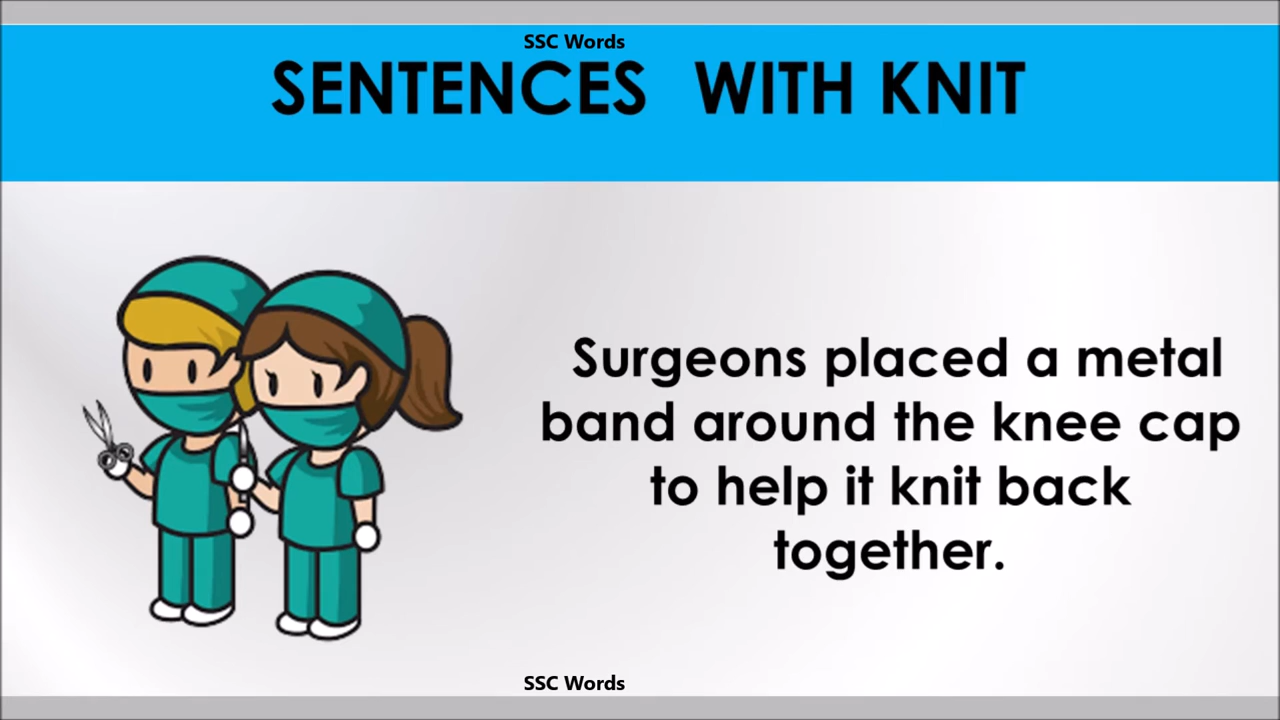 SSC Words
SENTENCES WITH KNIT
Surgeons placed a metal
band around the knee cap
to help it knit back
together.
SSC Words